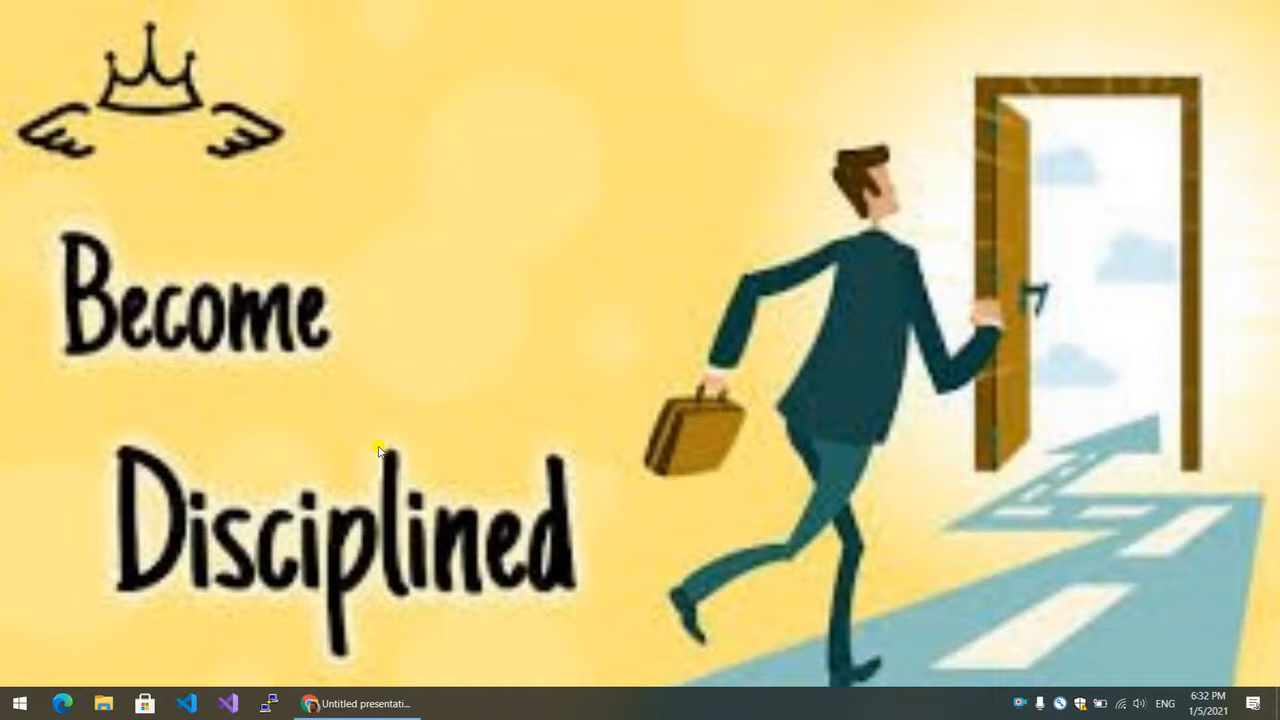 Become
Disciplined
Untitled presentati...
ENG
6:32 PM
1/5/2021